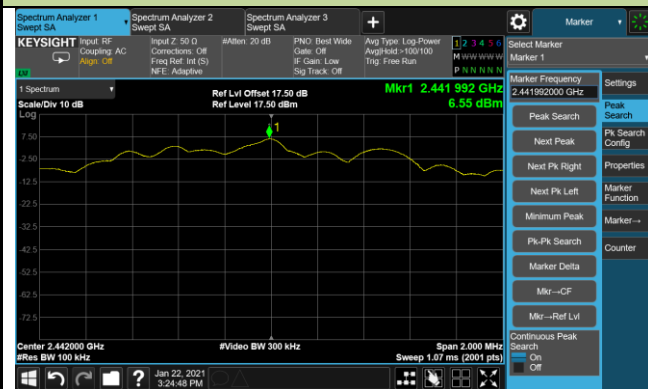 Spectrum Analyzer 1
Swept SA
Spectrum Analyzer 2
Swept SA
Spectrum Analyzer 3
Swept SA
+
Marker
KEYSIGHT
Input: RF
Coupling: AC
Align: Off
Input Z: 50 Ω
Corrections: Off
Freq Ref: Int (S)
NFE: Adaptive
#Atten: 20 dB
PNO: Best Wide
Gate: Off
IF Gain: Low
Sig Track: Off
Avg Type: Log-Power
Avg|Hold:>100/100
Trig: Free Run
1 2 3 4 5 6
M W W W W W
P N N N N N
LXI
Select Marker
Marker 1
1 Spectrum
Scale/Div 10 dB
Log
Ref Lvl Offset 17.50 dB
Ref Level 17.50 dBm
Mkr1 2.441 992 GHz
6.55 dBm
1
7.50
-2.50
-12.5
-22.5
-32.5
-42.5
-52.5
-62.5
-72.5
Center 2.442000 GHz
#Res BW 100 kHz
#Video BW 300 kHz
Span 2.000 MHz
Sweep 1.07 ms (2001 pts)
Marker Frequency
2.441992000 GHz
Peak Search
Next Peak
Next Pk Right
Next Pk Left
Minimum Peak
Pk-Pk Search
Marker Delta
Mkr→CF
Mkr→Ref Lvl
Continuous Peak
Search
On
Off
Settings
Peak
Search
Pk Search
Config
Properties
Marker
Function
Marker→
Counter
?
Jan 22, 2021
3:24:48 PM